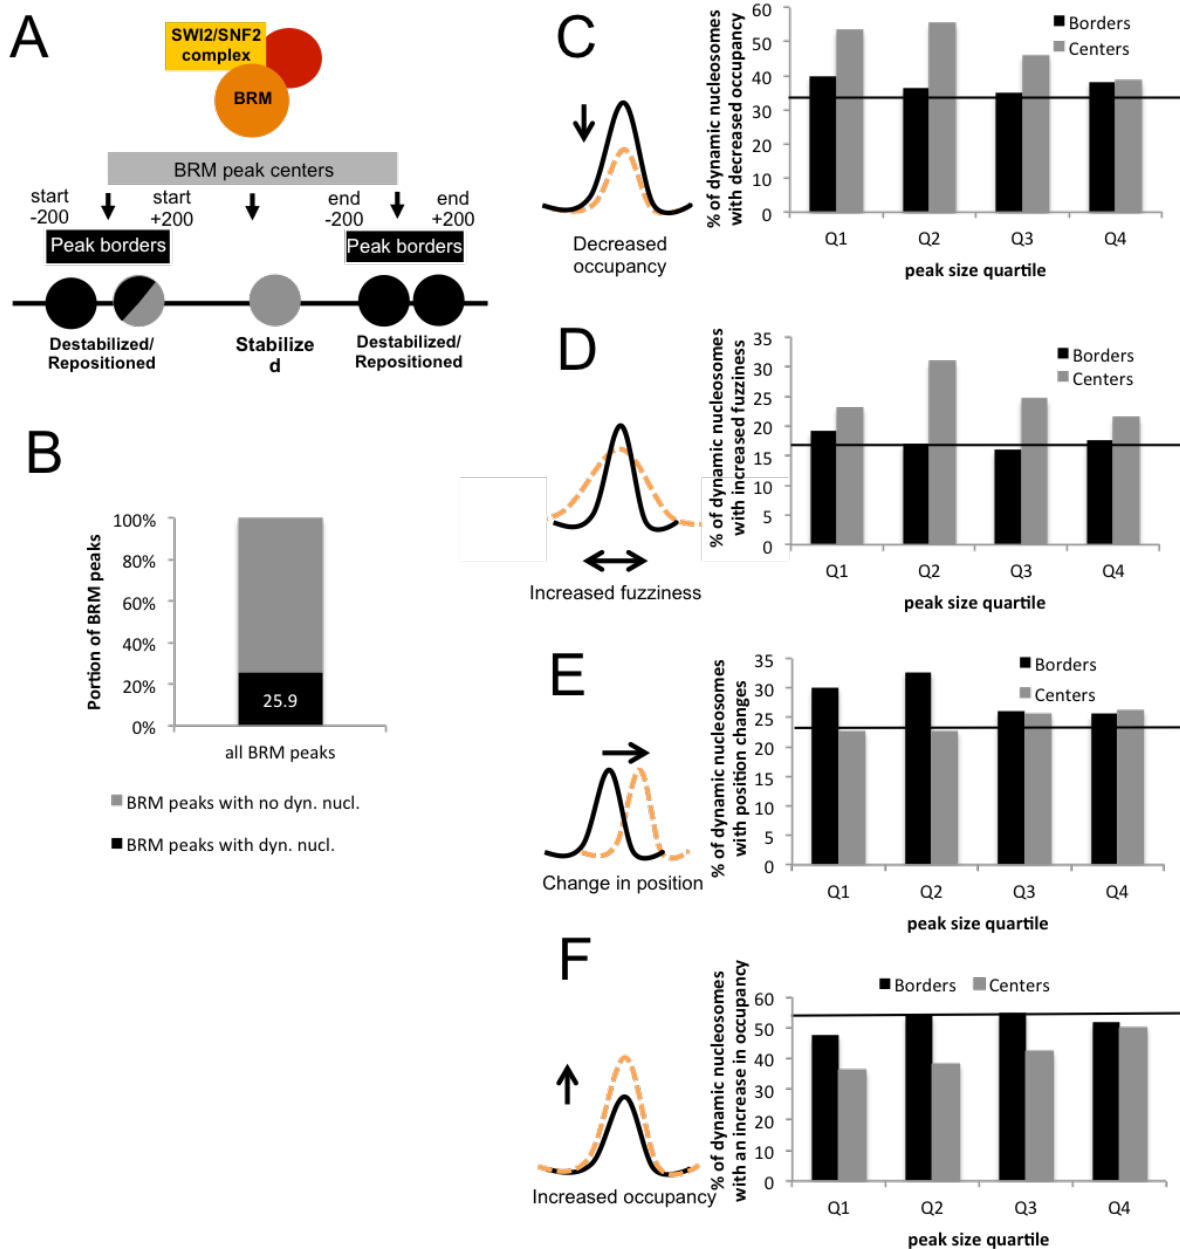 A
SWI2/SNF2
complex
BRM
BRM peak centers
start
-200
start
+200
end
-200
end
+200
Peak borders
Peak borders
Destabilized/
Repositioned
Stabilize
d
Destabilized/
Repositioned
B
Portion of BRM peaks
100%
80%
60%
40%
20%
0%
25.9
all BRM peaks
BRM peaks with no dyn. nucl.
BRM peaks with dyn. nucl.
C
Decreased
occupancy
% of dynamic nucleosomes
with decreased occupancy
60
50
40
30
20
10
0
Borders
Centers
Q1 Q2 Q3 Q4
peak size quartile
D
Increased fuzziness
% of dynamic nucleosomes
with increased fuzziness
35
30
25
20
15
10
5
0
Borders
Centers
Q1 Q2 Q3 Q4
peak size quartile
E
Change in position
% of dynamic nucleosomes
with position changes
35
30
25
20
15
10
5
0
Borders
Centers
Q1 Q2 Q3 Q4
peak size quartile
F
Increased occupancy
% of dynamic nucleosomes
with an increase in occupancy
60
50
40
30
20
10
0
Borders Centers
Q1 Q2 Q3 Q4
peak size quartile